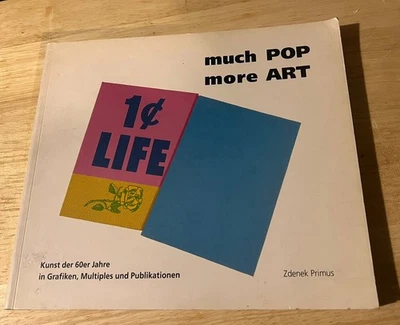 much POP
more ART
1¢
LIFE
Kunst der 60er Jahre
in Grafiken, Multiples und Publikationen
Zdenek Primus